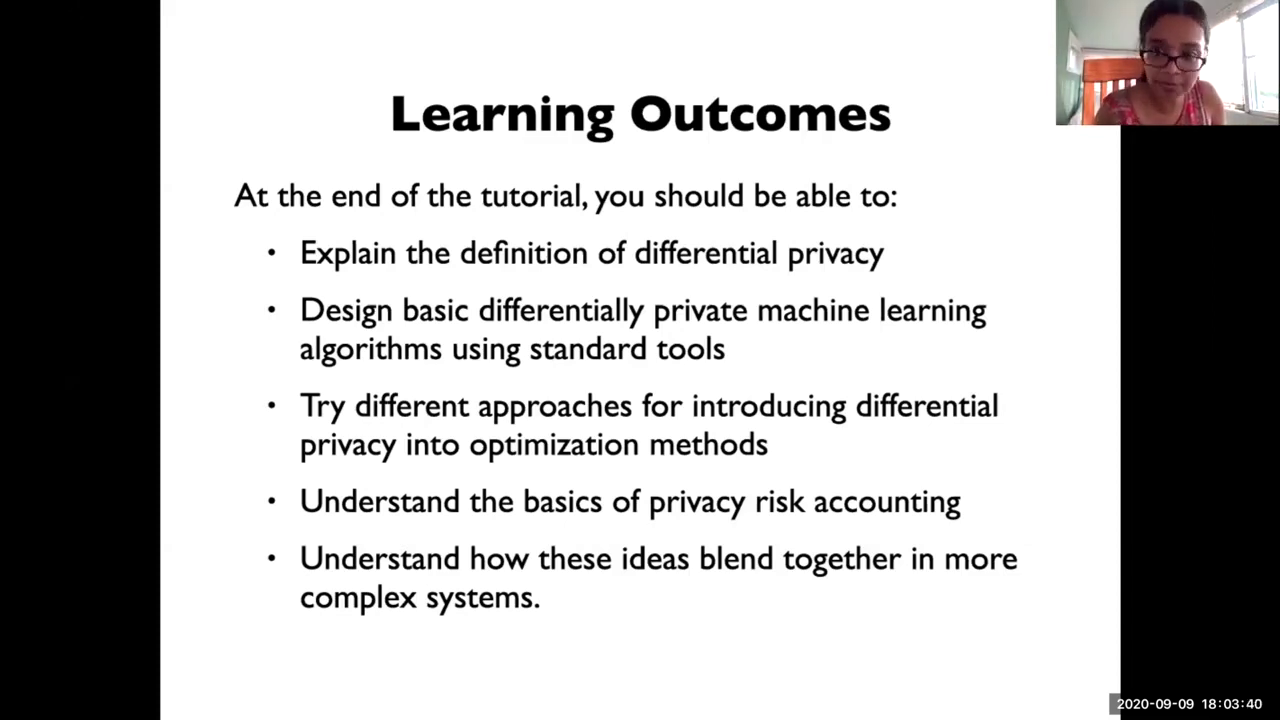 Learning Outcomes
At the end of the tutorial, you should be able to:
• Explain the definition of differential privacy
• Design basic differentially private machine learning
algorithms using standard tools
• Try different approaches for introducing differential
privacy into optimization methods
• Understand the basics of privacy risk accounting
• Understand how these ideas blend together in more
complex systems.
2020-09-09 18:03:40